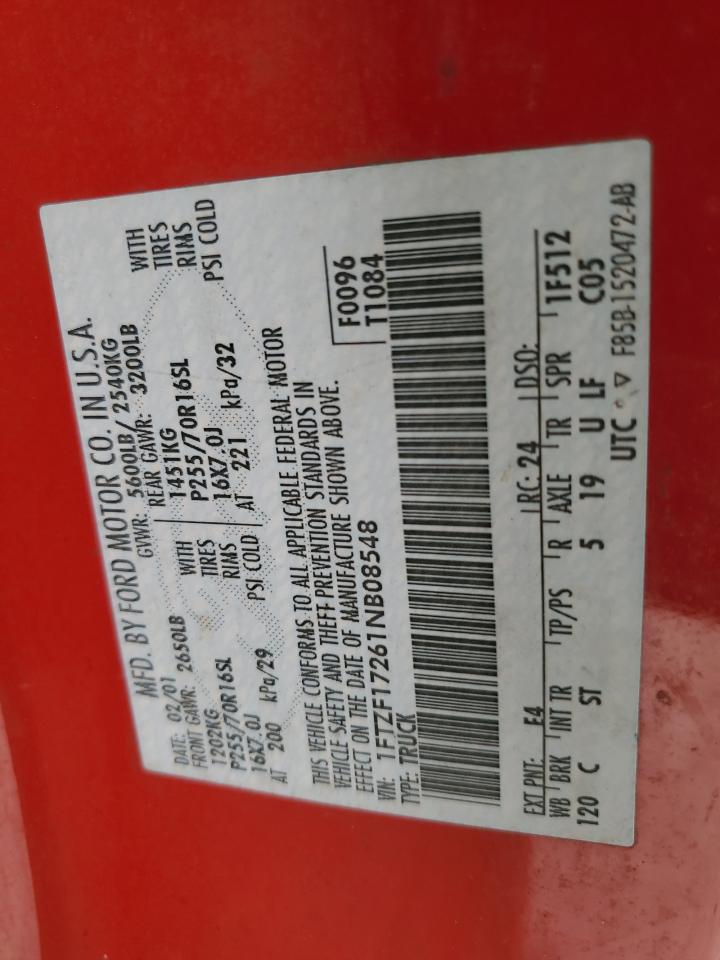 MFD. BY FORD MOTOR CO. IN U.S.A.
DATE: 02/01 GVWR: 5600LB/ 2540KG
FRONT GAWR: 2650LB REAR GAWR: 3200LB
1202KG WITH 1451KG WITH
P255/70R16SL TIRES P255/70R16SL TIRES
16X7.0J RIMS 16X7.0J RIMS
AT 200 kPa/29 PSI COLD AT 221 kPa/32 PSI COLD
THIS VEHICLE CONFORMS TO ALL APPLICABLE FEDERAL MOTOR
VEHICLE SAFETY AND THEFT PREVENTION STANDARDS IN
EFFECT ON THE DATE OF MANUFACTURE SHOWN ABOVE.
VIN: 1FTZF17261NB08548 F0096
TYPE: TRUCK T1084
EXT PNT: E4 RC: 24 DSO:
WB BRK INT TR TP/PS R AXLE TR SPR 1F512
120 C ST 5 19 U LF C05
UTC ▽ F85B-1520472-AB